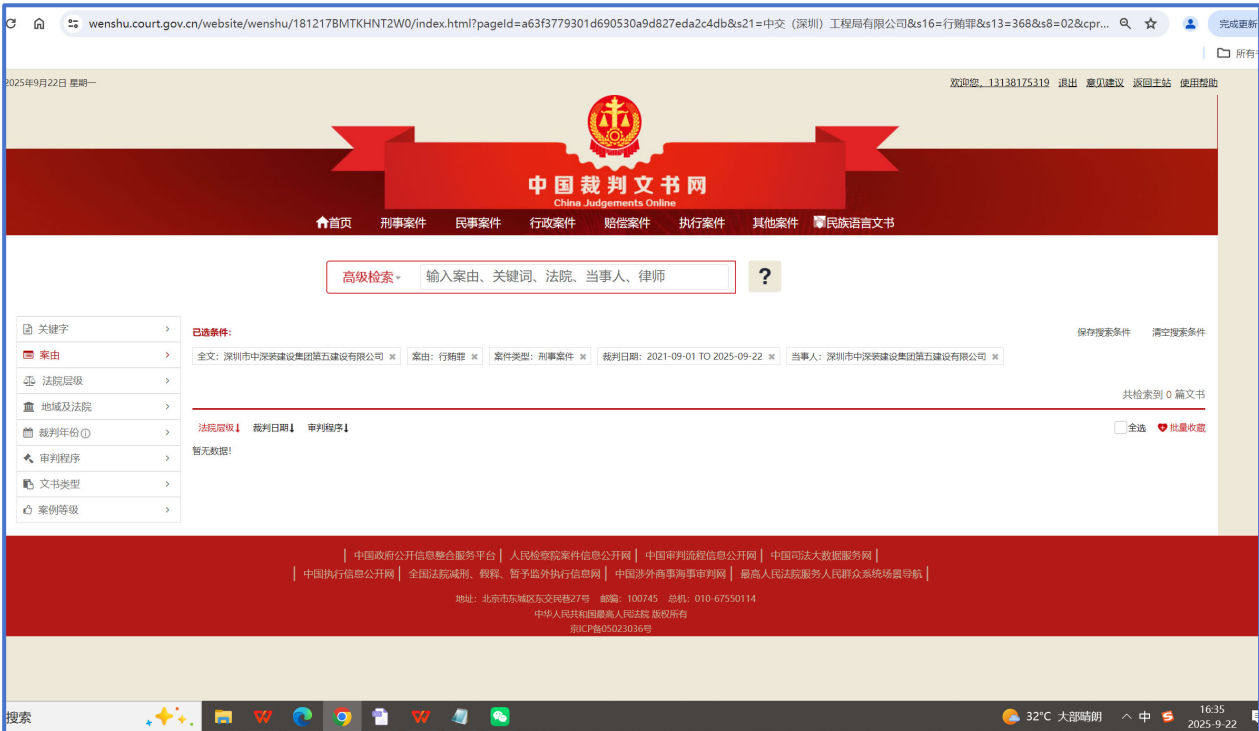 wenshu.court.gov.cn/website/wenshu/181217BMTKHNT2W0/index.html?pageId=a63f3779301d690530a9d827eda2c4db&s21=中交（深圳）工程局有限公司&s16=行贿罪&s13=368&s8=02&cpr... 完成更新
所有
2025年9月22日 星期一 欢迎您，13138175319 退出 意见建议 返回主站 使用帮助
中国裁判文书网
China Judgements Online
首页 刑事案件 民事案件 行政案件 赔偿案件 执行案件 其他案件 民族语言文书
高级检索 输入案由、关键词、法院、当事人、律师 ?
关键字 已选条件: 保存搜索条件 清空搜索条件
案由 全文：深圳市中深装建设集团第五建设有限公司 案由：行贿罪 案件类型：刑事案件 裁判日期：2021-09-01 TO 2025-09-22 当事人：深圳市中深装建设集团第五建设有限公司
法院层级
共检索到 0 篇文书
地域及法院
裁判年份 法院层级 裁判日期 审判程序 全选 批量收藏
审判程序 暂无数据!
文书类型
案例等级
中国政府公开信息整合服务平台 | 人民检察院案件信息公开网 | 中国审判流程信息公开网 | 中国司法大数据服务网 |
中国执行信息公开网 | 全国法院减刑、假释、暂予监外执行信息网 | 中国涉外商事海事审判网 | 最高人民法院服务人民群众系统场景导航 |
地址：北京市东城区东交民巷27号 邮编：100745 总机：010-67550114
中华人民共和国最高人民法院 版权所有
京ICP备05023036号
搜索 32°C 大部晴朗 中 16:35
2025-9-22